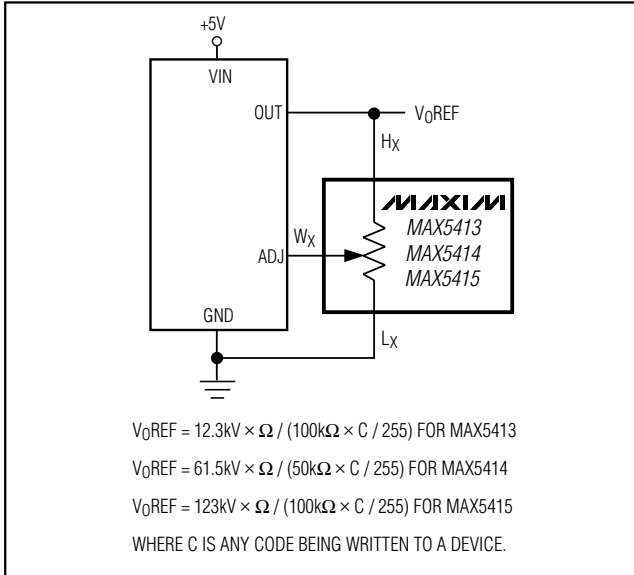 +5V
VIN
OUT
V0REF
HX
MAXIM
MAX5413
MAX5414
MAX5415
WX
ADJ
GND
LX
V0REF = 12.3kV × Ω / (100kΩ × C / 255) FOR MAX5413
V0REF = 61.5kV × Ω / (50kΩ × C / 255) FOR MAX5414
V0REF = 123kV × Ω / (100kΩ × C / 255) FOR MAX5415
WHERE C IS ANY CODE BEING WRITTEN TO A DEVICE.